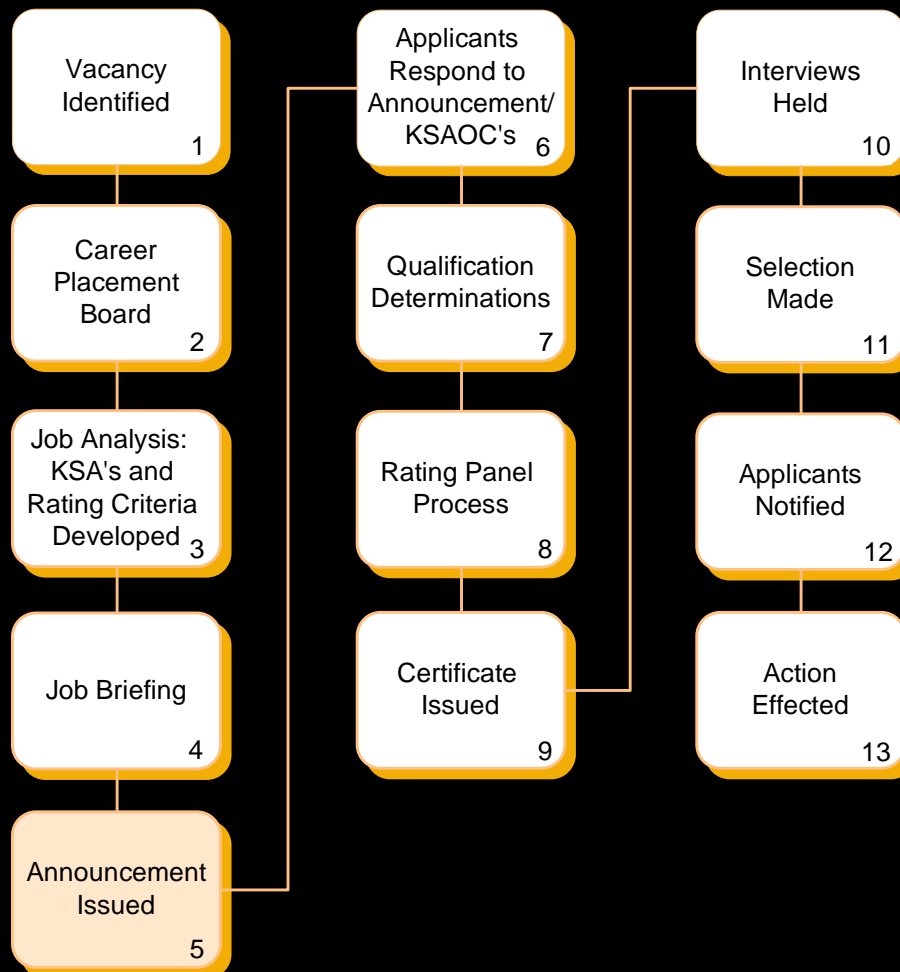 Vacancy
Identified
1
Career
Placement
Board
2
Job Analysis:
KSA's and
Rating Criteria
Developed
3
Job Briefing
4
Announcement
Issued
5
Applicants
Respond to
Announcement/
KSAOC's
6
Qualification
Determinations
7
Rating Panel
Process
8
Certificate
Issued
9
Interviews
Held
10
Selection
Made
11
Applicants
Notified
12
Action
Effected
13